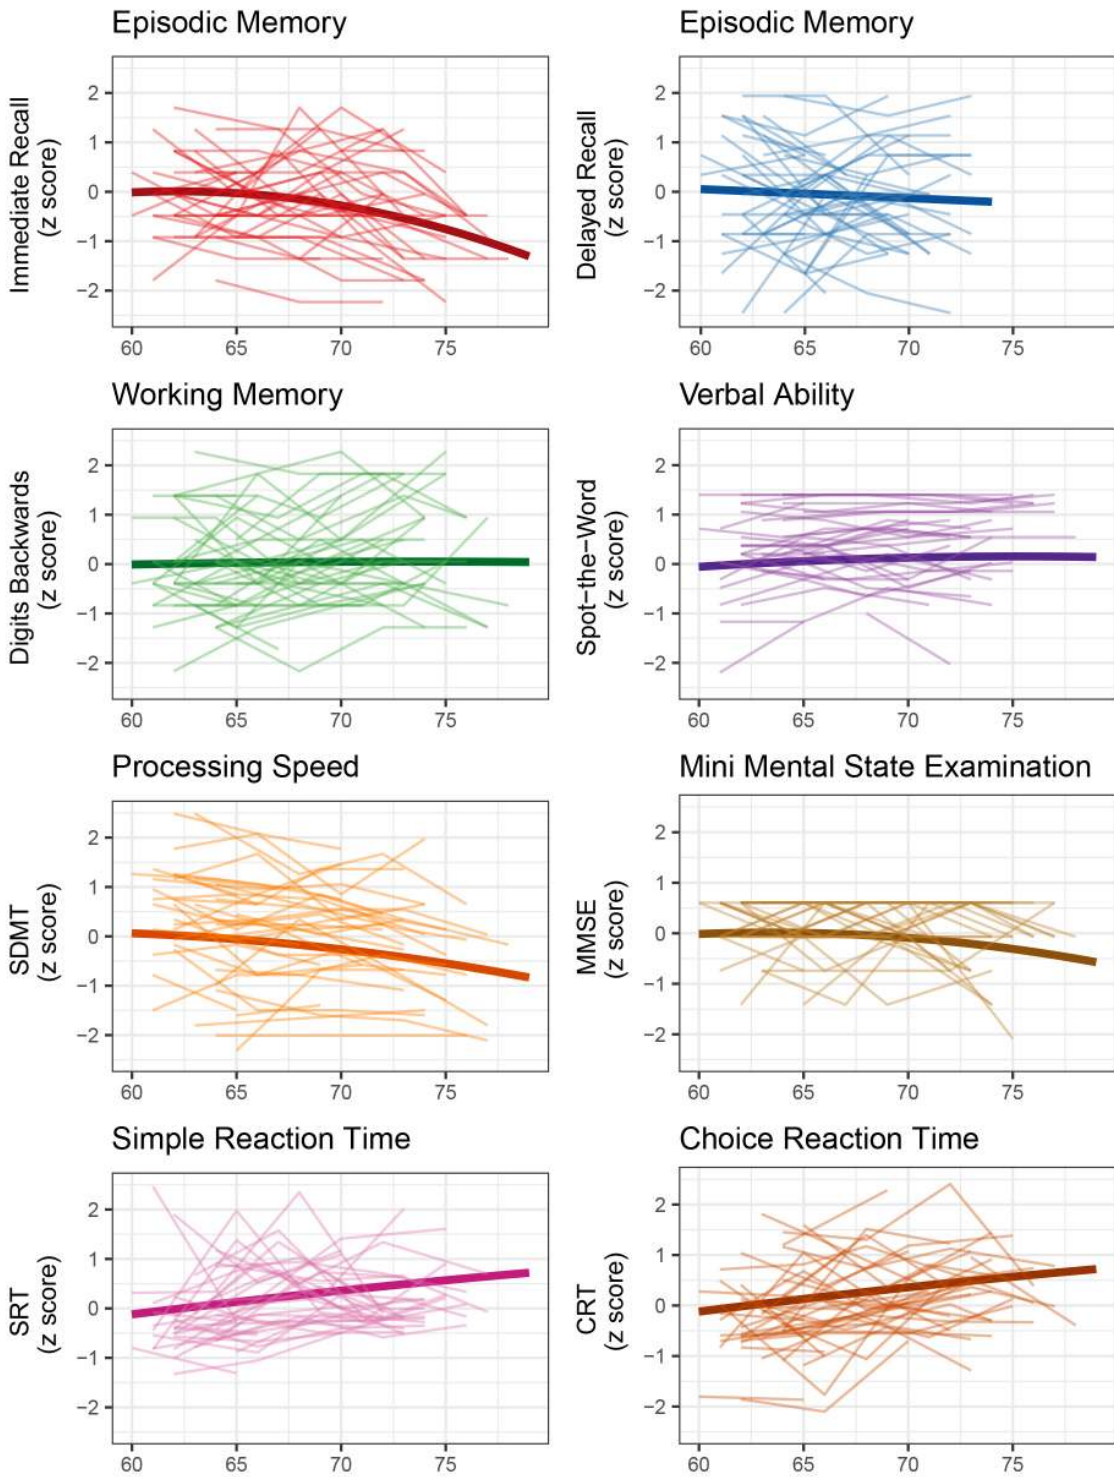 Episodic Memory
Immediate Recall
(z score)
2
1
0
−1
−2
60 65 70 75
Episodic Memory
Delayed Recall
(z score)
2
1
0
−1
−2
60 65 70 75
Working Memory
Digits Backwards
(z score)
2
1
0
−1
−2
60 65 70 75
Verbal Ability
Spot−the−Word
(z score)
2
1
0
−1
−2
60 65 70 75
Processing Speed
SDMT
(z score)
2
1
0
−1
−2
60 65 70 75
Mini Mental State Examination
MMSE
(z score)
2
1
0
−1
−2
60 65 70 75
Simple Reaction Time
SRT
(z score)
2
1
0
−1
−2
60 65 70 75
Choice Reaction Time
CRT
(z score)
2
1
0
−1
−2
60 65 70 75